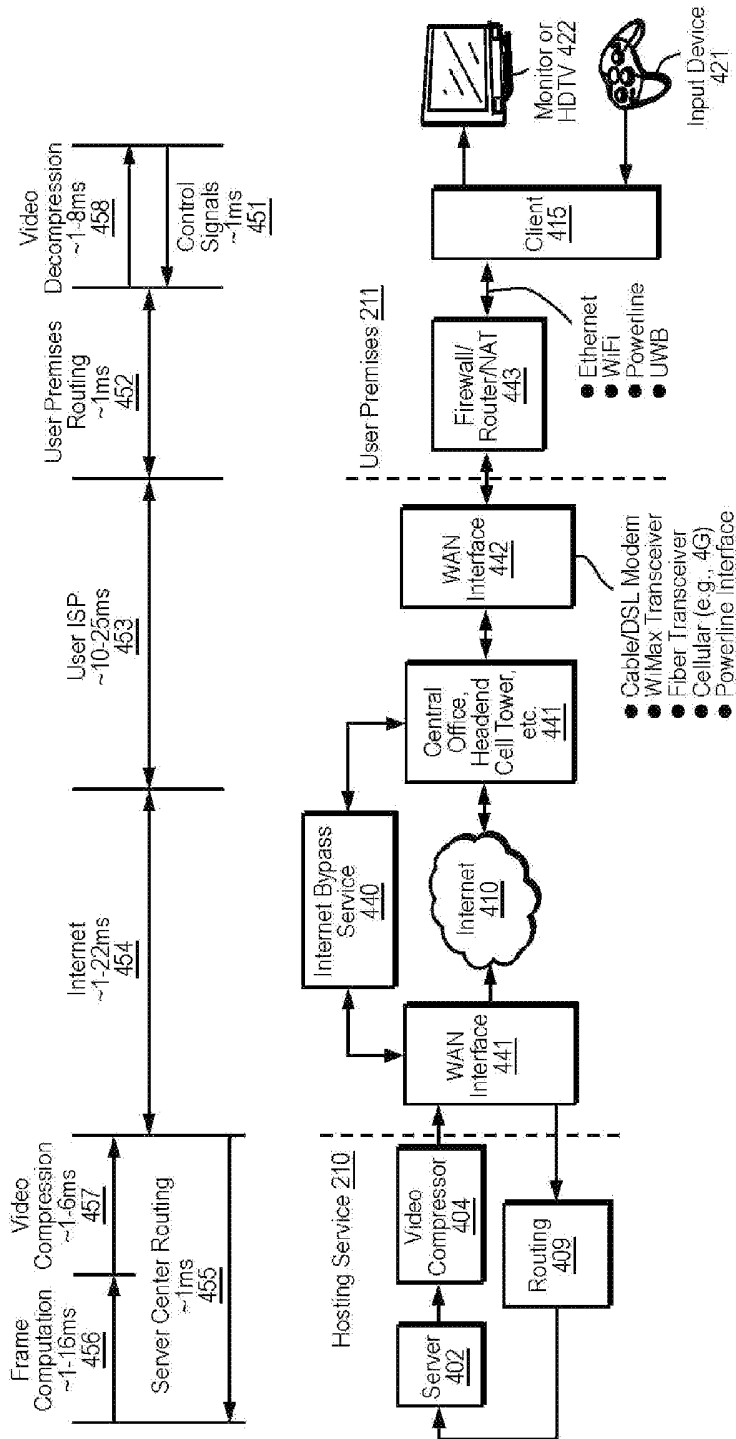 Frame
Computation
~1-16ms
456
Video
Compression
~1-6ms
457
Server Center Routing
~1ms
455
Internet
~1-22ms
454
User ISP
~10-25ms
453
User Premises
Routing
~1ms
452
Video
Decompression
~1-8ms
458
Control
Signals
~1ms
451
Hosting Service 210
Server
402
Video
Compressor
404
Routing
409
WAN
Interface
441
Internet Bypass
Service
440
Internet
410
Central
Office,
Headend
Cell Tower,
etc. 441
WAN
Interface
442
Cable/DSL Modem
WiMax Transceiver
Fiber Transceiver
Cellular (e.g., 4G)
Powerline Interface
User Premises 211
Firewall/
Router/NAT
443
Ethernet
WiFi
Powerline
UWB
Client
415
Monitor or
HDTV 422
Input Device
421